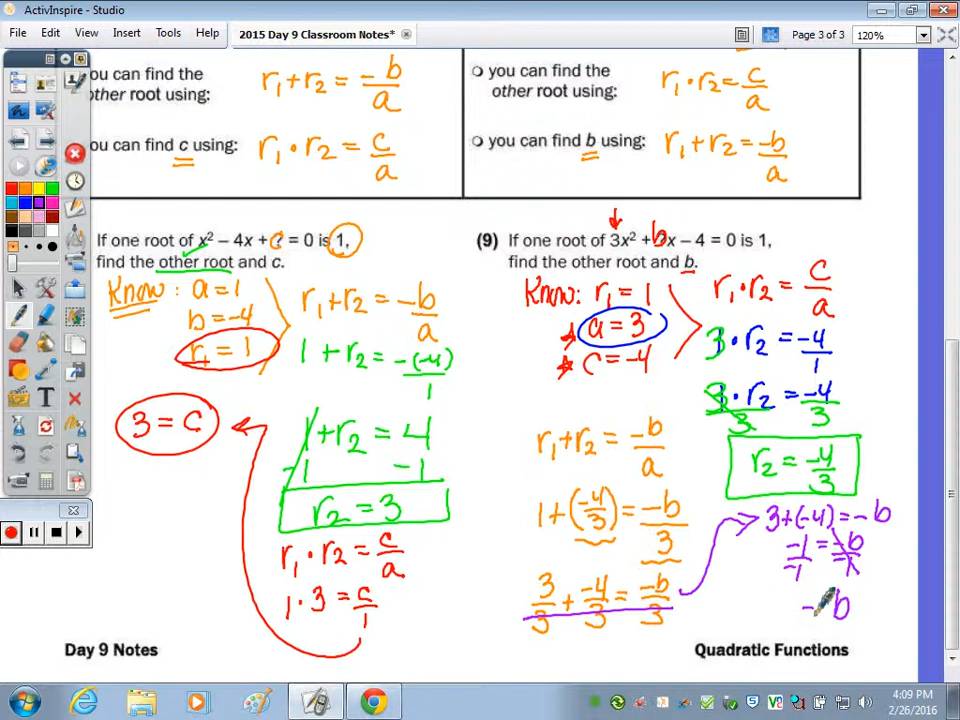 ActivInspire - Studio
File Edit View Insert Tools Help
2015 Day 9 Classroom Notes*
Page 3 of 3
120%
ou can find the
other root using:
r₁+r₂ = -b/a
ou can find c using:
r₁·r₂ = c/a
you can find the
other root using:
r₁·r₂ = c/a
you can find b using:
r₁+r₂ = -b/a
If one root of x² – 4x + ? = 0 is 1,
find the other root and c.
Know: a = 1
b = -4
r₁ = 1
r₁+r₂ = -b/a
1 + r₂ = -(-4)/1
1 + r₂ = 4
-1 -1
r₂ = 3
r₁·r₂ = c/a
1·3 = c/1
3 = c
(9) If one root of 3x² + b x – 4 = 0 is 1,
find the other root and b.
Know: r₁ = 1
a = 3
c = -4
r₁·r₂ = c/a
·r₂ = -4/1
·r₂ = -4/3
3
r₂ = -4/3
r₁+r₂ = -b/a
1 + (-4/3) = -b/3
3/3 + -4/3 = -b/3
3+(-4) = -b
-1/-1 = -b/-1
b
Day 9 Notes
Quadratic Functions
4:09 PM
2/26/2016